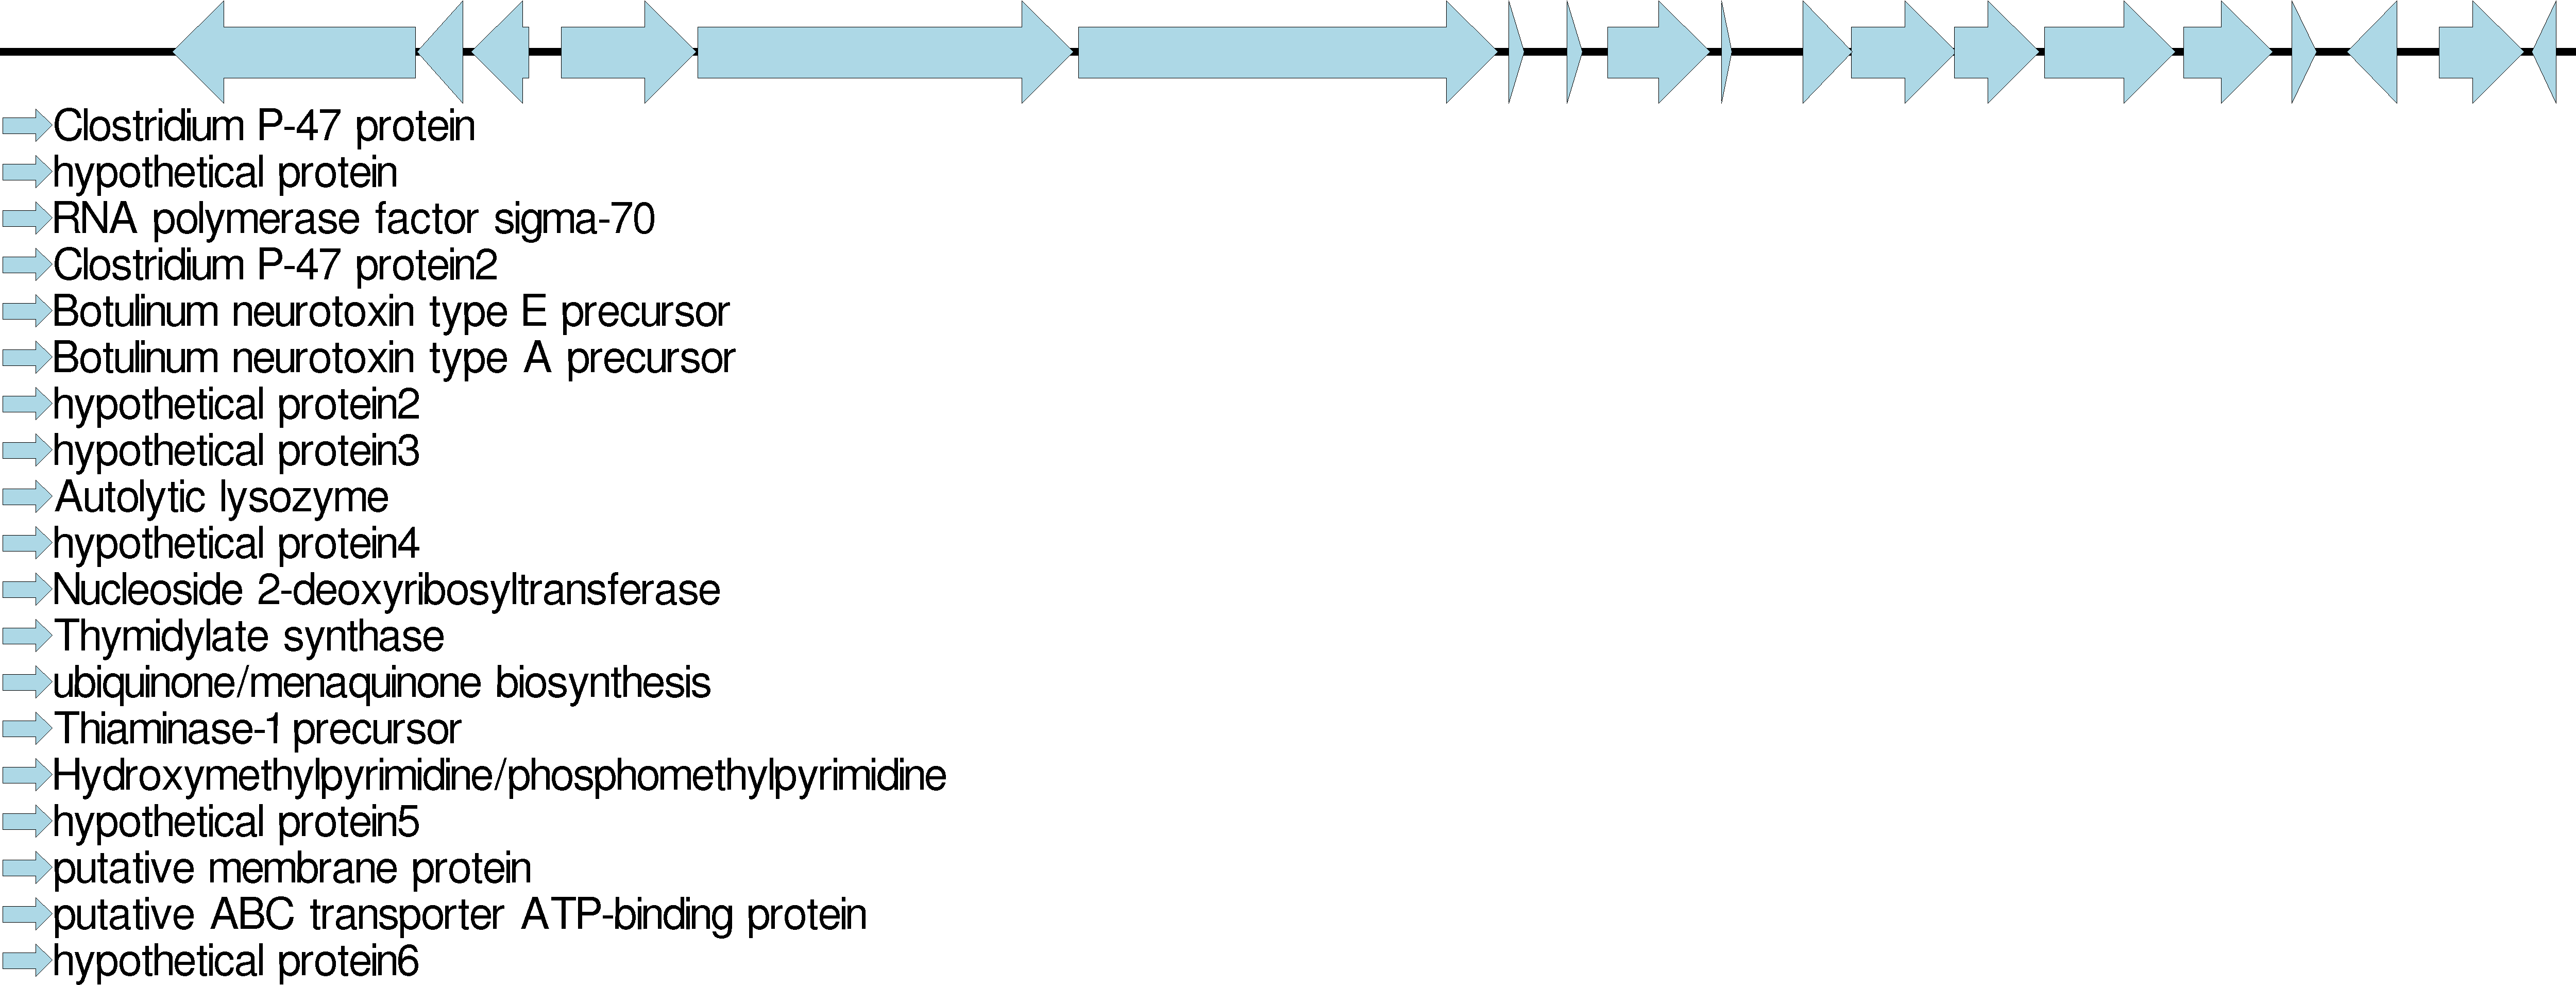 Clostridium P-47 protein
hypothetical protein
RNA polymerase factor sigma-70
Clostridium P-47 protein2
Botulinum neurotoxin type E precursor
Botulinum neurotoxin type A precursor
hypothetical protein2
hypothetical protein3
Autolytic lysozyme
hypothetical protein4
Nucleoside 2-deoxyribosyltransferase
Thymidylate synthase
ubiquinone/menaquinone biosynthesis
Thiaminase-1 precursor
Hydroxymethylpyrimidine/phosphomethylpyrimidine
hypothetical protein5
putative membrane protein
putative ABC transporter ATP-binding protein
hypothetical protein6